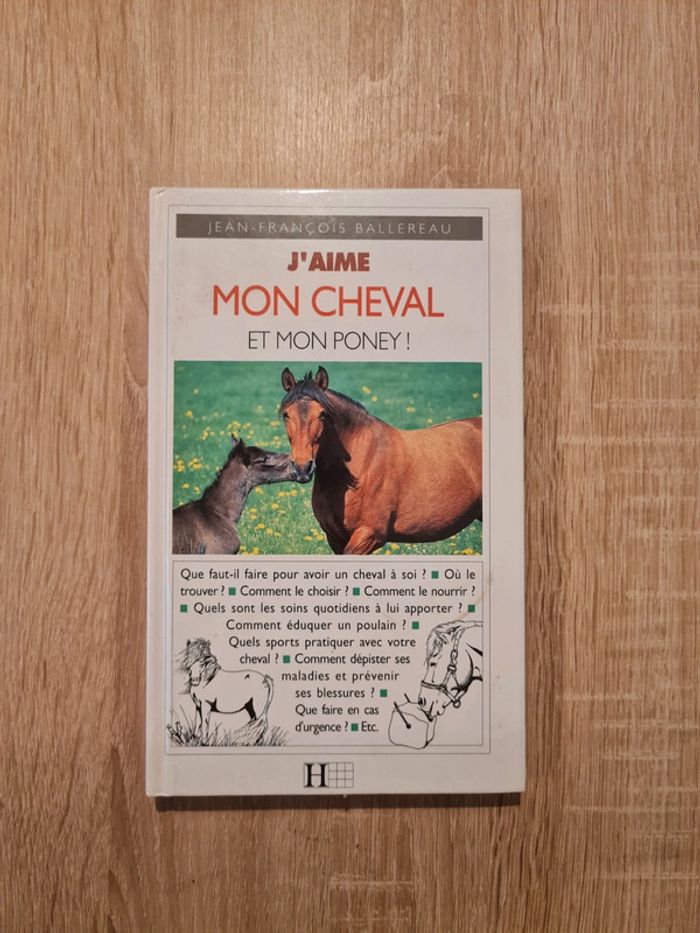 JEAN-FRANÇOIS BALLEREAU
J'AIME
MON CHEVAL
ET MON PONEY !
Que faut-il faire pour avoir un cheval à soi ? ■ Où le
trouver ? ■ Comment le choisir ? ■ Comment le nourrir ?
■ Quels sont les soins quotidiens à lui apporter ? ■
Comment éduquer un poulain ? ■
Quels sports pratiquer avec votre
cheval ? ■ Comment dépister ses
maladies et prévenir
ses blessures ? ■
Que faire en cas
d'urgence ? ■ Etc.
H